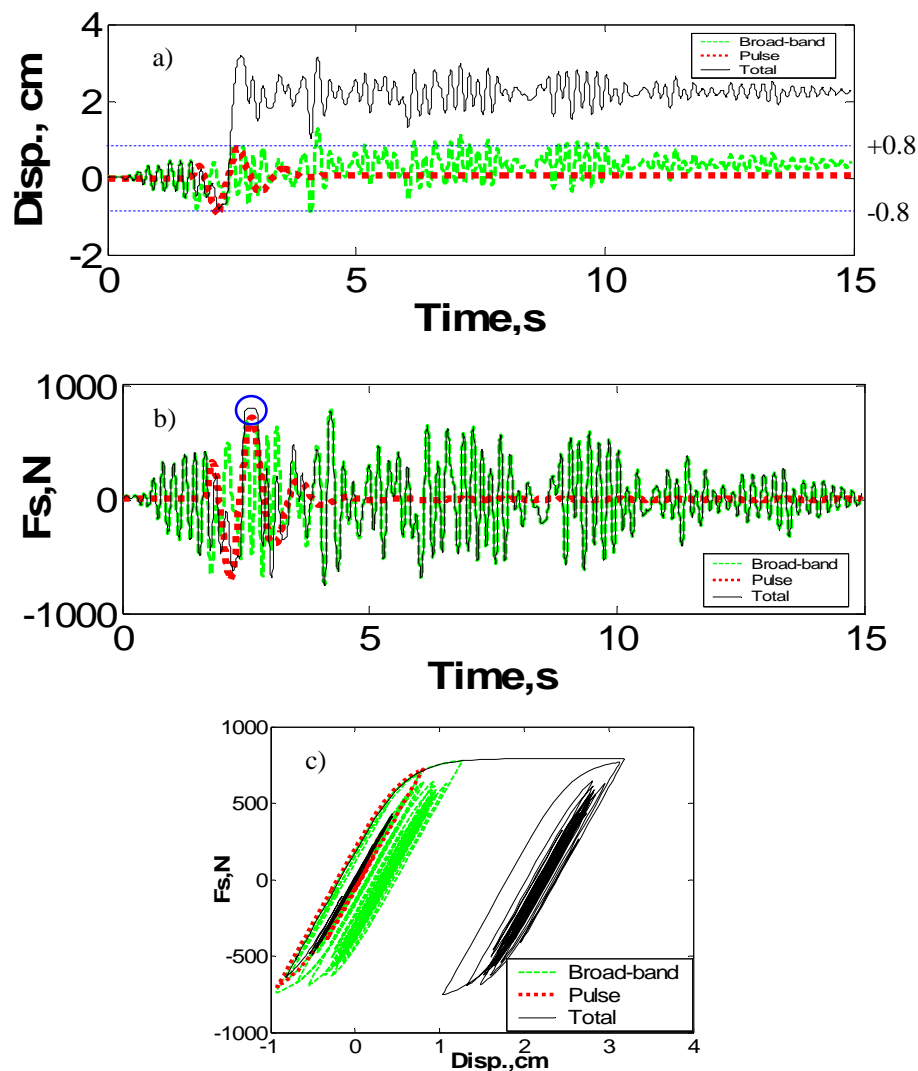 a)
Disp., cm
4
2
0
-2
Broad-band
Pulse
Total
+0.8
-0.8
0
5
10
15
Time,s
b)
Fs,N
1000
0
-1000
Broad-band
Pulse
Total
0
5
10
15
Time,s
c)
Fs,N
1000
500
0
-500
-1000
Broad-band
Pulse
Total
-1
0
1
2
3
4
Disp.,cm